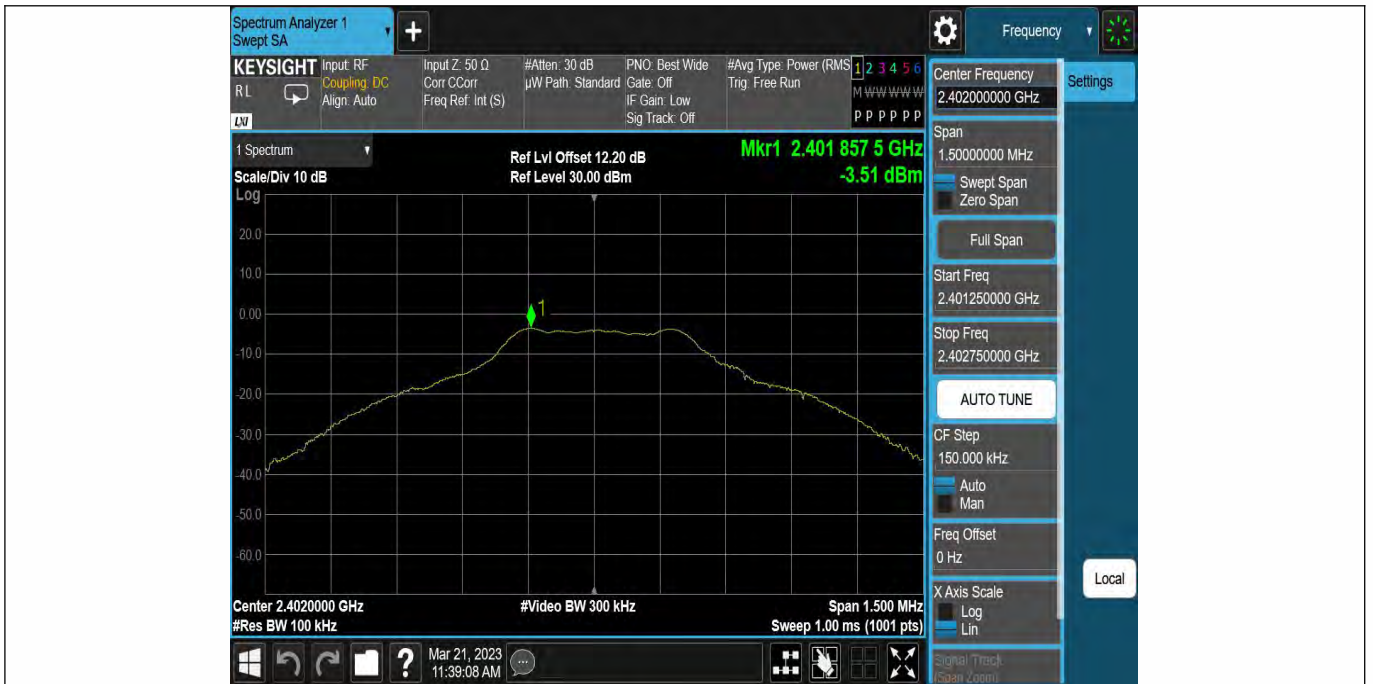 Spectrum Analyzer 1
Swept SA
+
Frequency
KEYSIGHT
R L
LXI
Input: RF
Coupling: DC
Align: Auto
Input Z: 50 Ω
Corr CCorr
Freq Ref: Int (S)
#Atten: 30 dB
µW Path: Standard
PNO: Best Wide
Gate: Off
IF Gain: Low
Sig Track: Off
#Avg Type: Power (RMS
Trig: Free Run
1 2 3 4 5 6
M W W W W W
P P P P P P
Center Frequency
2.402000000 GHz
Settings
Span
1.50000000 MHz
Swept Span
Zero Span
Full Span
Start Freq
2.401250000 GHz
Stop Freq
2.402750000 GHz
AUTO TUNE
CF Step
150.000 kHz
Auto
Man
Freq Offset
0 Hz
X Axis Scale
Log
Lin
Signal Track
(Span Zoom)
Local
1 Spectrum
Scale/Div 10 dB
Log
Ref Lvl Offset 12.20 dB
Ref Level 30.00 dBm
Mkr1 2.401 857 5 GHz
-3.51 dBm
20.0
10.0
0.00
-10.0
-20.0
-30.0
-40.0
-50.0
-60.0
1
Center 2.4020000 GHz
#Res BW 100 kHz
#Video BW 300 kHz
Span 1.500 MHz
Sweep 1.00 ms (1001 pts)
?
Mar 21, 2023
11:39:08 AM